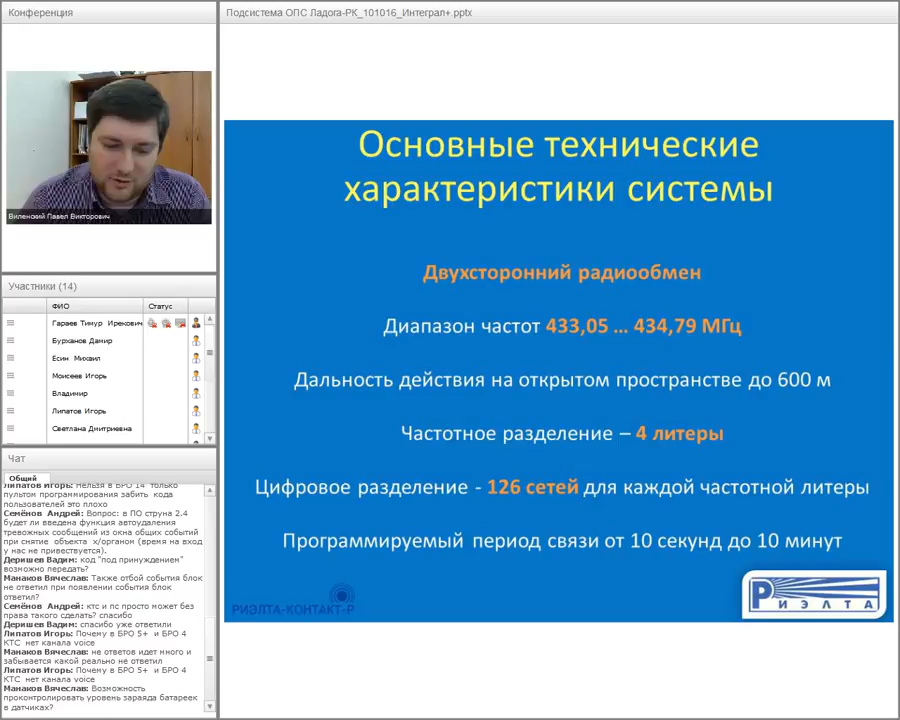 Конференция
Подсистема ОПС Ладога-РК_101016_Интеграл+.pptx
Виленский Павел Викторович
Участники (14)
ФИО Статус
Гараев Тимур Ирекович
Бурханов Дамир
Есин Михаил
Моисеев Игорь
Владимир
Липатов Игорь
Светлана Дмитриевна
Чат
Общий
Липатов Игорь: нельзя в БРО 14 только
пультом программирования забить кода
пользователей это плохо
Семёнов Андрей: Вопрос: в ПО струна 2.4
будет ли введена функция автоудаления
тревожных сообщений из окна общих событий
при снятие объекта х/органом (время на вход
у нас не привествуется).
Деришев Вадим: код "под принуждением"
возможно передать?
Манаков Вячеслав: Также отбой события блок
не ответил при появлении события блок
ответил?
Семёнов Андрей: ктс и пс просто может без
права такого сделать? спасибо
Деришев Вадим: спасибо уже ответили
Липатов Игорь: Почему в БРО 5+ и БРО 4
КТС нет канала voice
Манаков Вячеслав: не ответов идет много и
забывается какой реально не ответил
Липатов Игорь: Почему в БРО 5+ и БРО 4
КТС нет канала voice
Манаков Вячеслав: Возможность
проконтролировать уровень зараяда батареек
в датчиках?
Основные технические
характеристики системы
Двухсторонний радиообмен
Диапазон частот 433,05 ... 434,79 МГц
Дальность действия на открытом пространстве до 600 м
Частотное разделение – 4 литеры
Цифровое разделение - 126 сетей для каждой частотной литеры
Программируемый период связи от 10 секунд до 10 минут
РИЭЛТА-КОНТАКТ-Р
РИЭЛТА